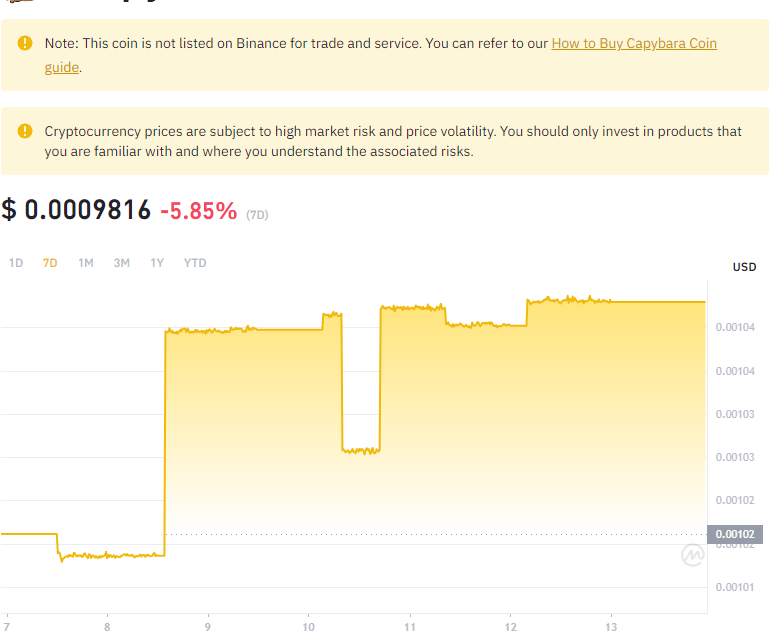 Note: This coin is not listed on Binance for trade and service. You can refer to our How to Buy Capybara Coin
guide.
Cryptocurrency prices are subject to high market risk and price volatility. You should only invest in products that
you are familiar with and where you understand the associated risks.
$ 0.0009816 -5.85% (7D)
1D 7D 1M 3M 1Y YTD
USD
0.00104
0.00104
0.00103
0.00103
0.00102
0.00102
0.00102
0.00101
7 8 9 10 11 12 13